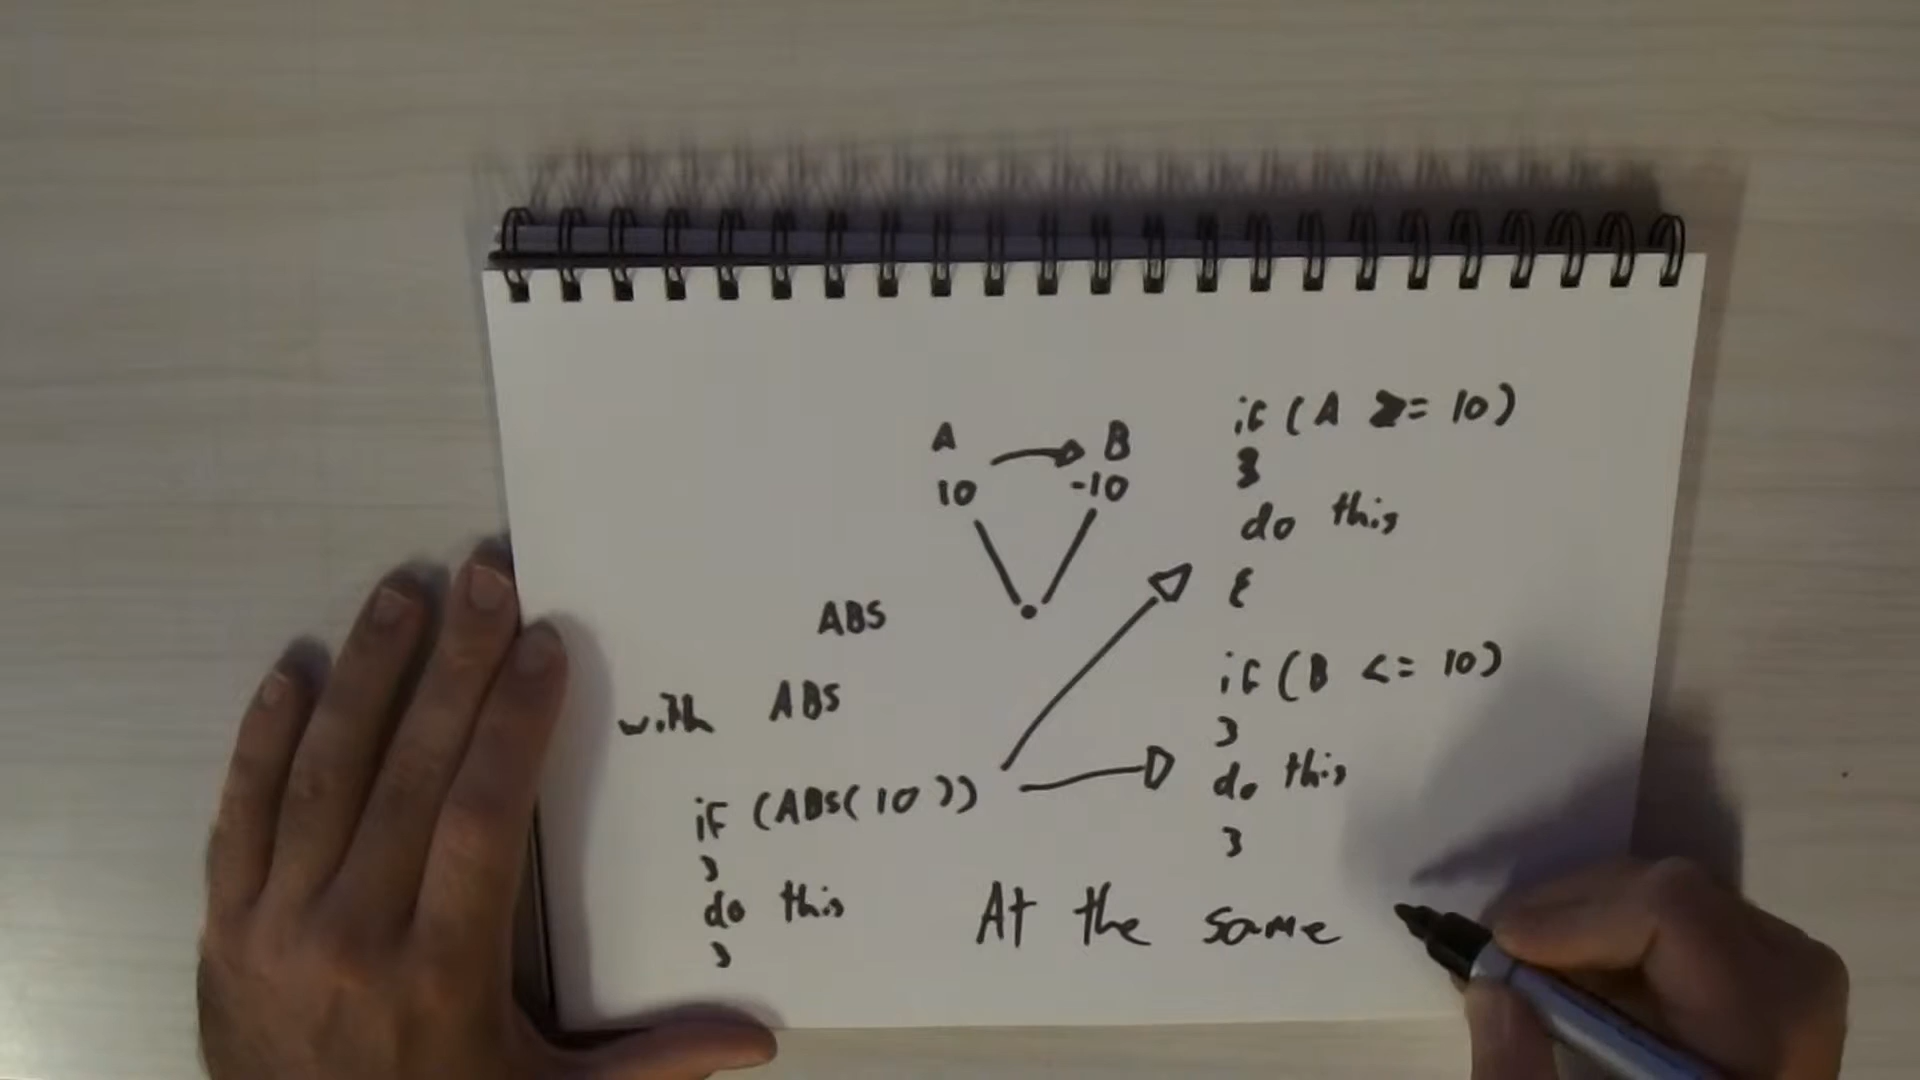 A B
10 -10
ABS
with ABS
if (ABS(10))
}
do this
}
if (A >= 10)
}
do this
{
if (B <= 10)
}
do this
}
At the same